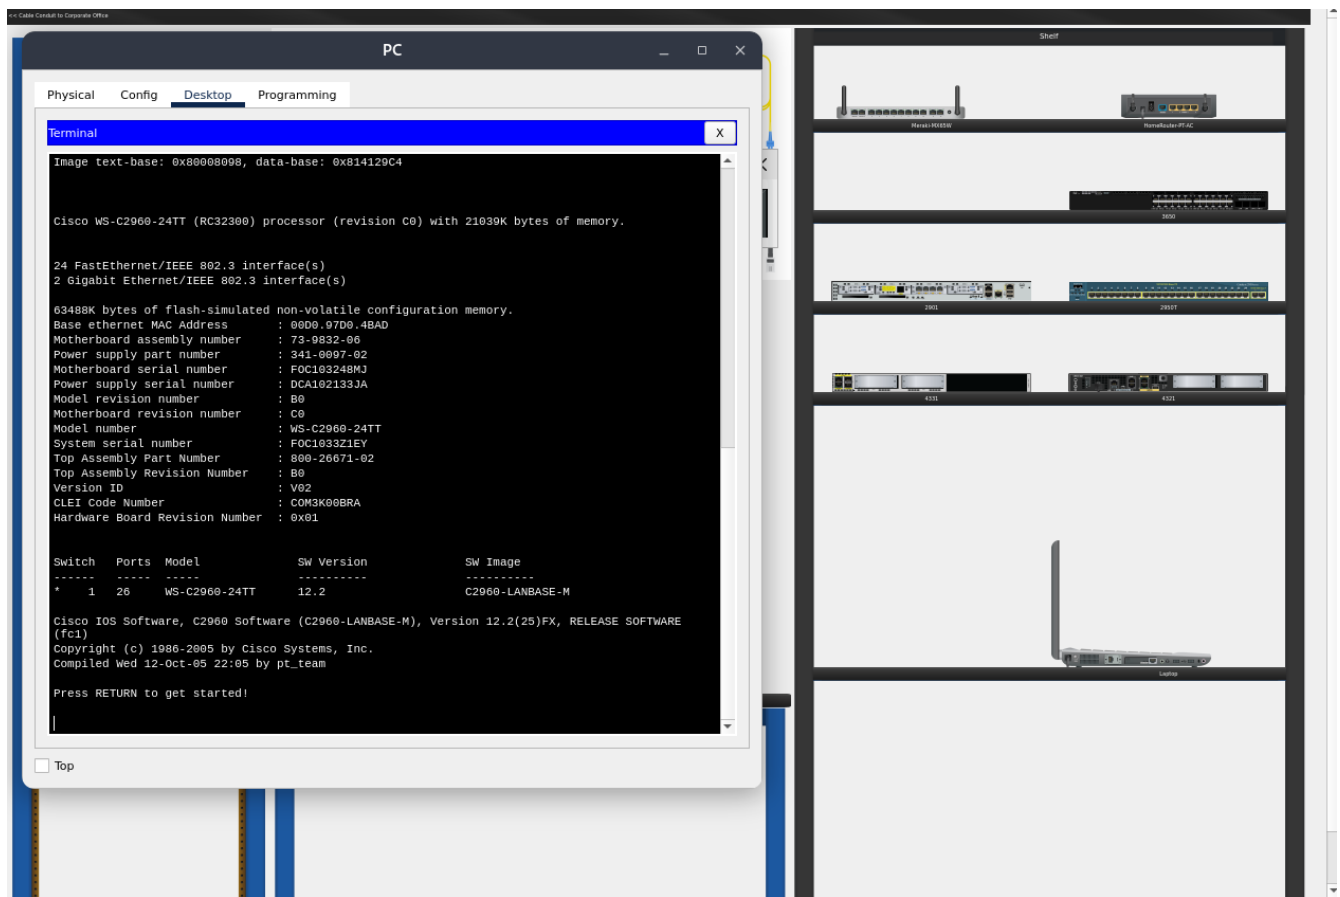 << Cable Conduit to Corporate Office
PC
Physical Config Desktop Programming
Terminal
X
Image text-base: 0x80008098, data-base: 0x814129C4
Cisco WS-C2960-24TT (RC32300) processor (revision C0) with 21039K bytes of memory.
24 FastEthernet/IEEE 802.3 interface(s)
2 Gigabit Ethernet/IEEE 802.3 interface(s)
63488K bytes of flash-simulated non-volatile configuration memory.
Base ethernet MAC Address : 00D0.97D0.4BAD
Motherboard assembly number : 73-9832-06
Power supply part number : 341-0097-02
Motherboard serial number : FOC103248MJ
Power supply serial number : DCA102133JA
Model revision number : B0
Motherboard revision number : C0
Model number : WS-C2960-24TT
System serial number : FOC1033Z1EY
Top Assembly Part Number : 800-26671-02
Top Assembly Revision Number : B0
Version ID : V02
CLEI Code Number : COM3K00BRA
Hardware Board Revision Number : 0x01
Switch Ports Model SW Version SW Image
------ ----- ----- ---------- ----------
* 1 26 WS-C2960-24TT 12.2 C2960-LANBASE-M
Cisco IOS Software, C2960 Software (C2960-LANBASE-M), Version 12.2(25)FX, RELEASE SOFTWARE
(fc1)
Copyright (c) 1986-2005 by Cisco Systems, Inc.
Compiled Wed 12-Oct-05 22:05 by pt_team
Press RETURN to get started!
Top
Shelf
Meraki-MX65W
HomeRouter-PT-AC
3650
2901
2950T
4331
4321
Laptop